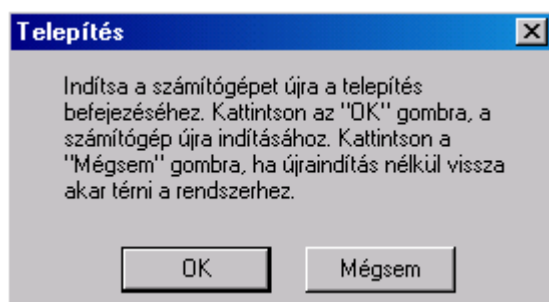 Telepítés
Indítsa a számítógépet újra a telepítés
befejezéséhez. Kattintson az "OK" gombra, a
számítógép újra indításához. Kattintson a
"Mégsem" gombra, ha újraindítás nélkül vissza
akar térni a rendszerhez.
OK
Mégsem